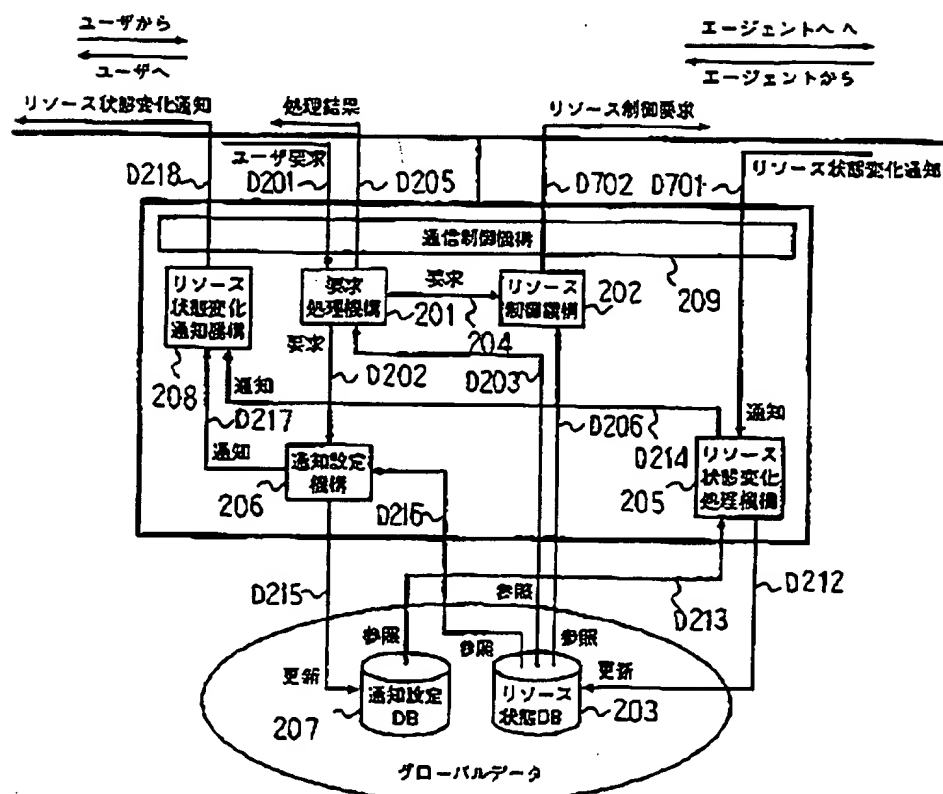 ユーザから
ユーザへ
エージェントへ へ
エージェントから
リソース状態変化通知
処理結果
リソース制御要求
ユーザ要求
リソース状態変化通知
D218
D201
D205
D702
D701
通信制御機構
209
リソース
状態変化
通知機構
208
要求
処理機構
201
要求
204
リソース
制御機構
202
要求
D202
D203
D206
通知
D217
通知
D214
通知
リソース
状態変化
処理機構
205
通知設定
機構
206
D216
D215
D213
D212
参照
参照
参照
参照
更新
更新
通知設定
DB
207
リソース
状態DB
203
グローバルデータ